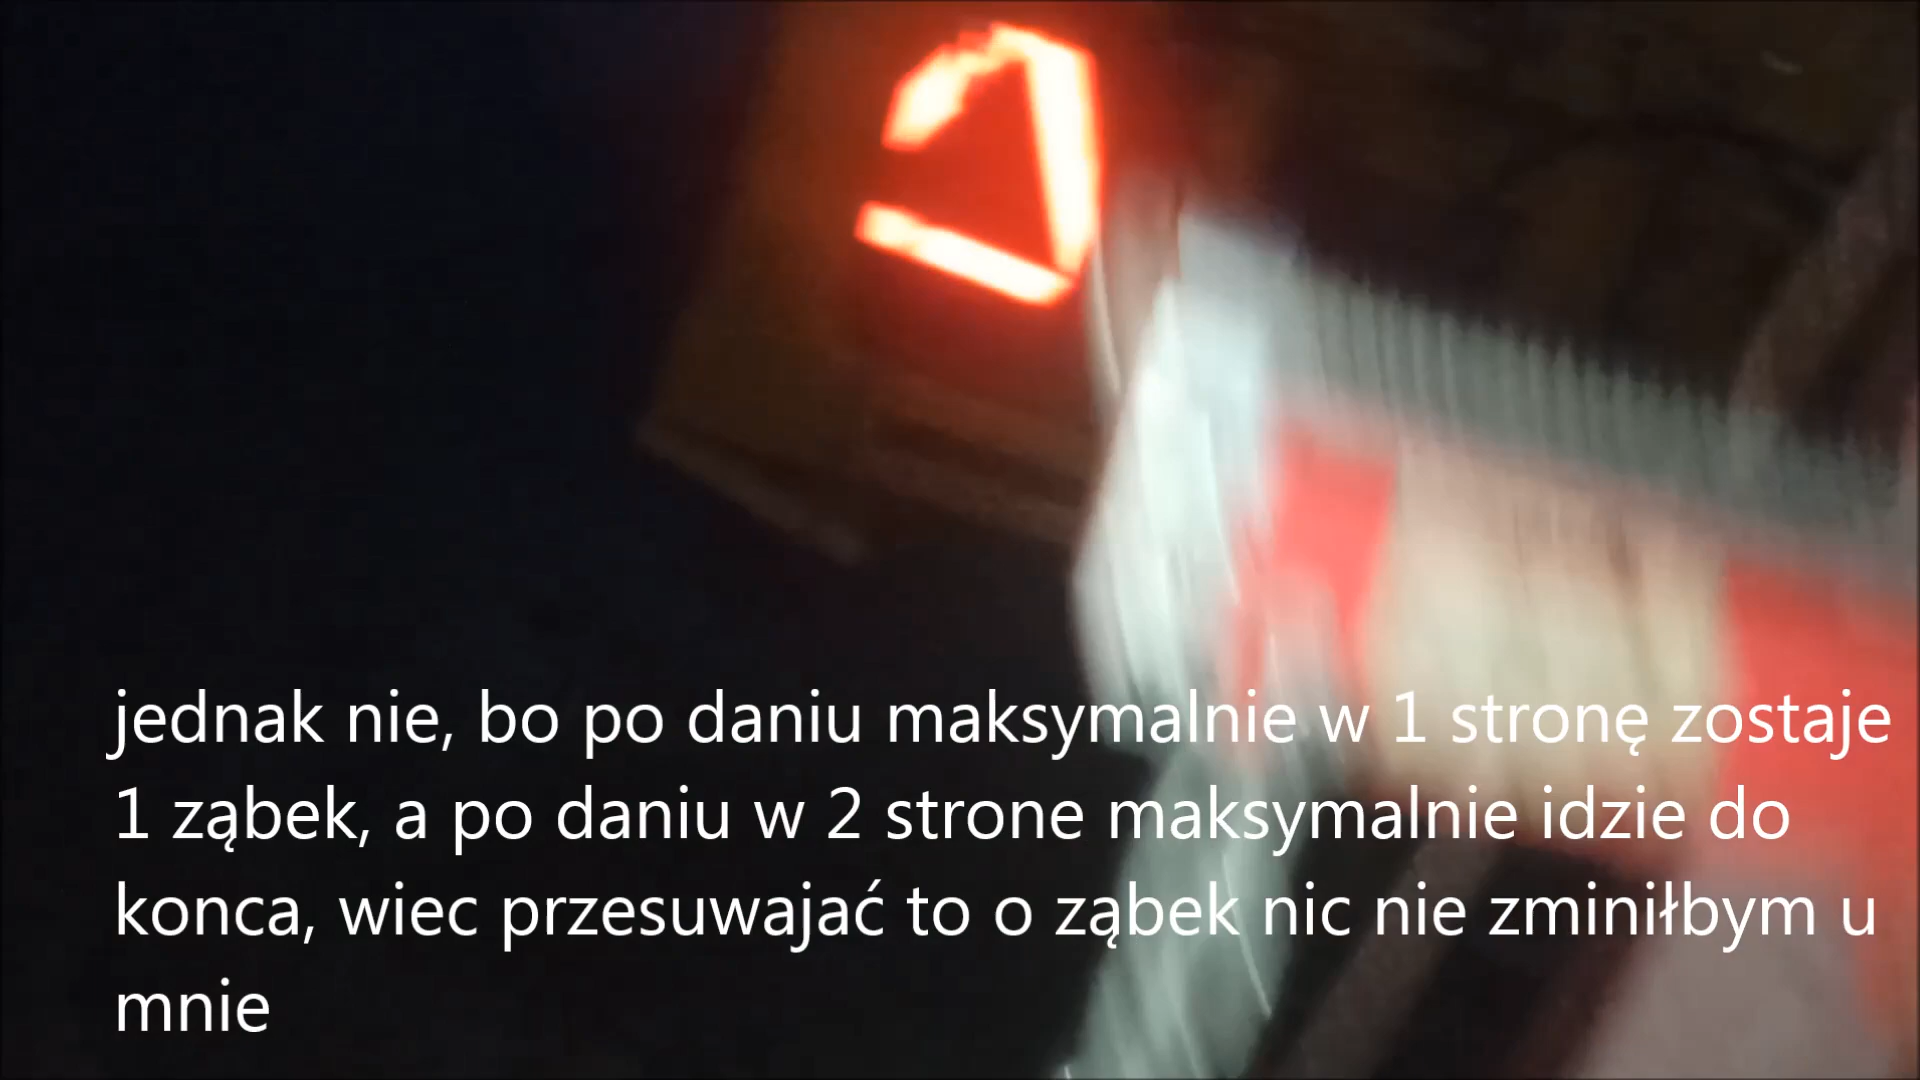 jednak nie, bo po daniu maksymalnie w 1 stronę zostaje
1 ząbek, a po daniu w 2 strone maksymalnie idzie do
konca, wiec przesuwajać to o ząbek nic nie zminiłbym u
mnie